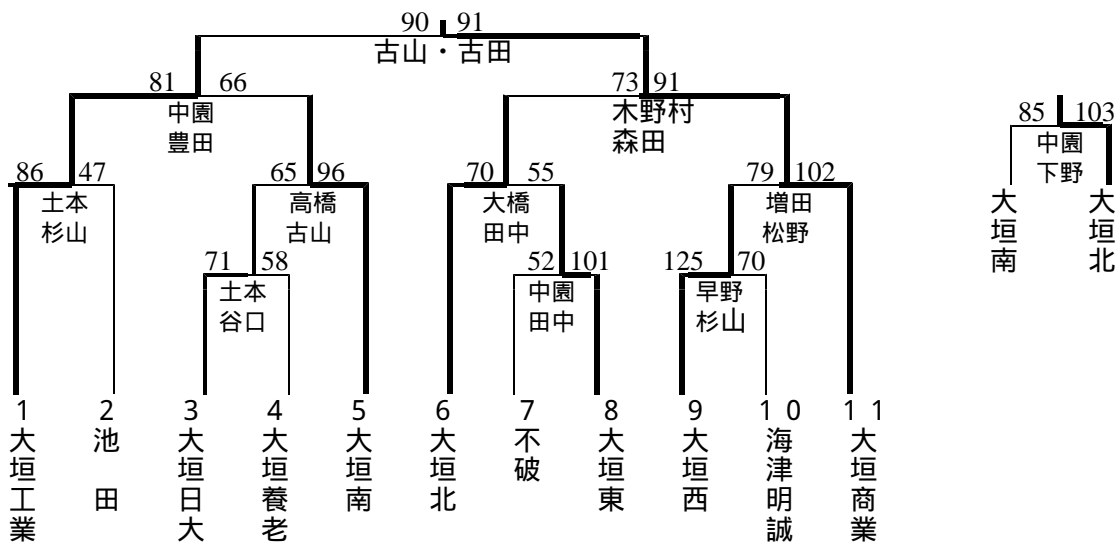 90 91
古山・古田
81 66
中園
豊田
73 91
木野村
森田
85 103
中園
下野
大垣南
大垣北
86 47
土本
杉山
65 96
高橋
古山
70 55
大橋
田中
79 102
増田
松野
71 58
土本
谷口
52 101
中園
田中
125 70
早野
杉山
1 2 3 4 5 6 7 8 9 10 11
大垣工業
池田
大垣日大
大垣養老
大垣南
大垣北
不破
大垣東
大垣西
海津明誠
大垣商業